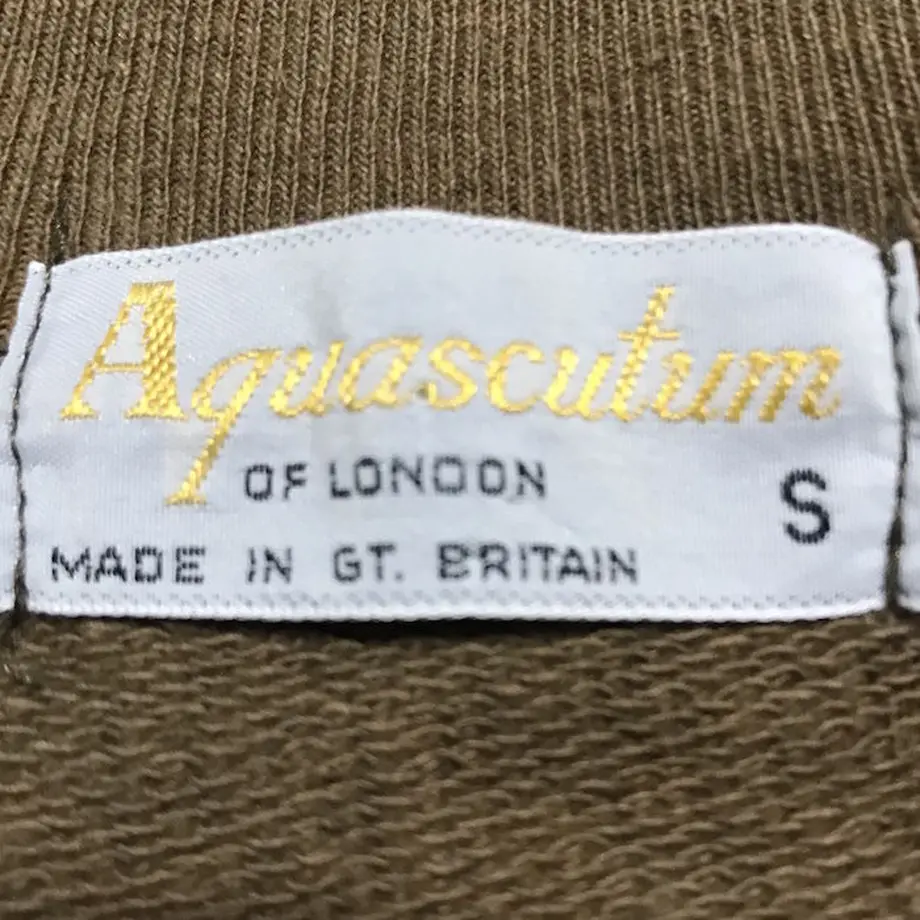 Aquascutum
OF LONDON
S
MADE IN GT. BRITAIN